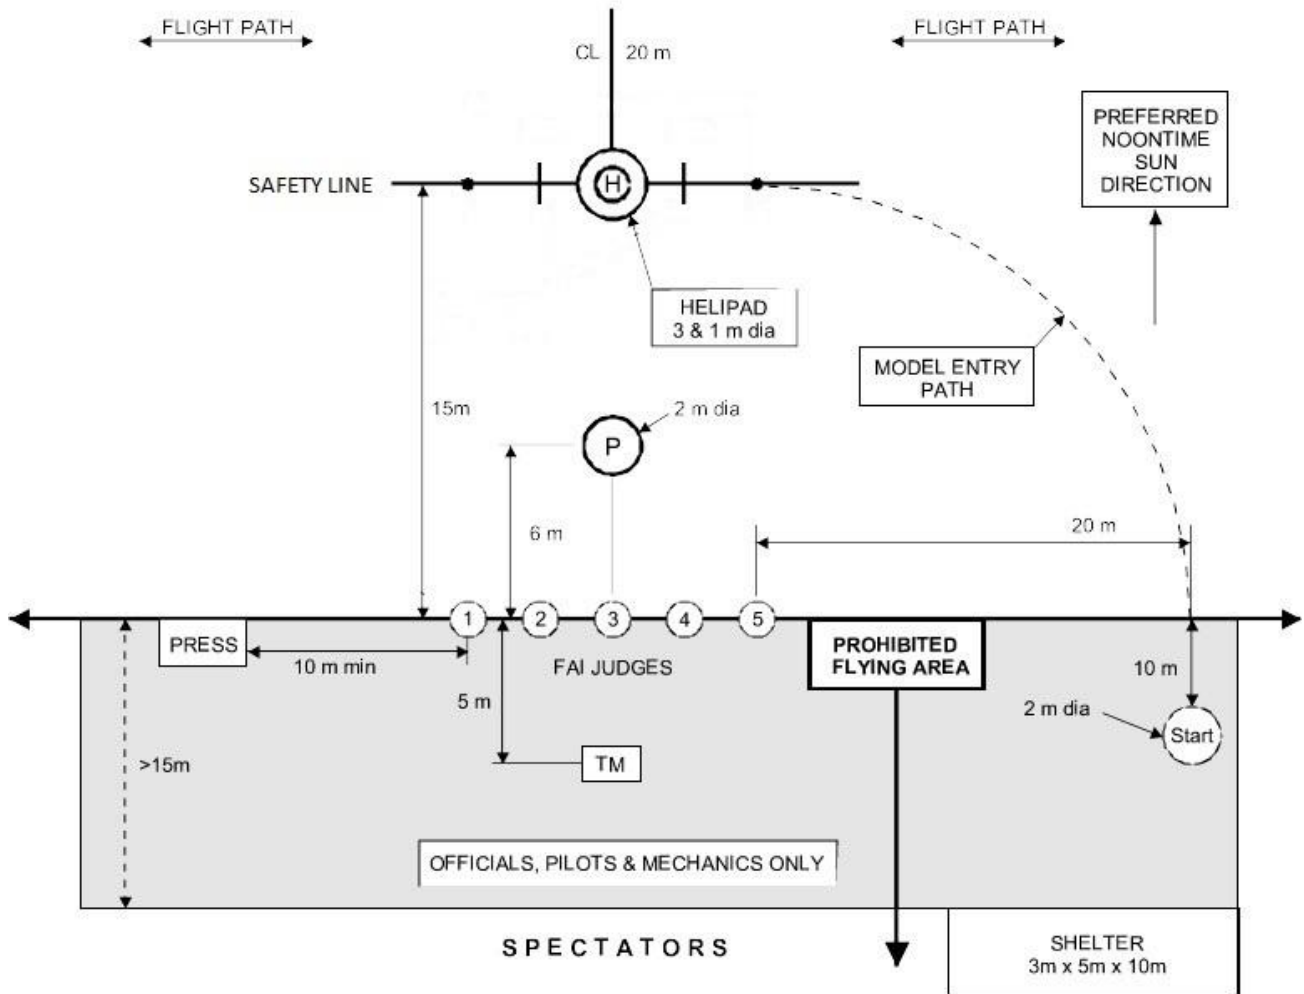 FLIGHT PATH
FLIGHT PATH
CL
20 m
PREFERRED
NOONTIME
SUN
DIRECTION
SAFETY LINE
H
HELIPAD
3 & 1 m dia
MODEL ENTRY
PATH
15m
2 m dia
P
6 m
20 m
1
2
3
4
5
PRESS
10 m min
FAI JUDGES
PROHIBITED
FLYING AREA
10 m
5 m
2 m dia
Start
>15m
TM
OFFICIALS, PILOTS & MECHANICS ONLY
SPECTATORS
SHELTER
3m x 5m x 10m